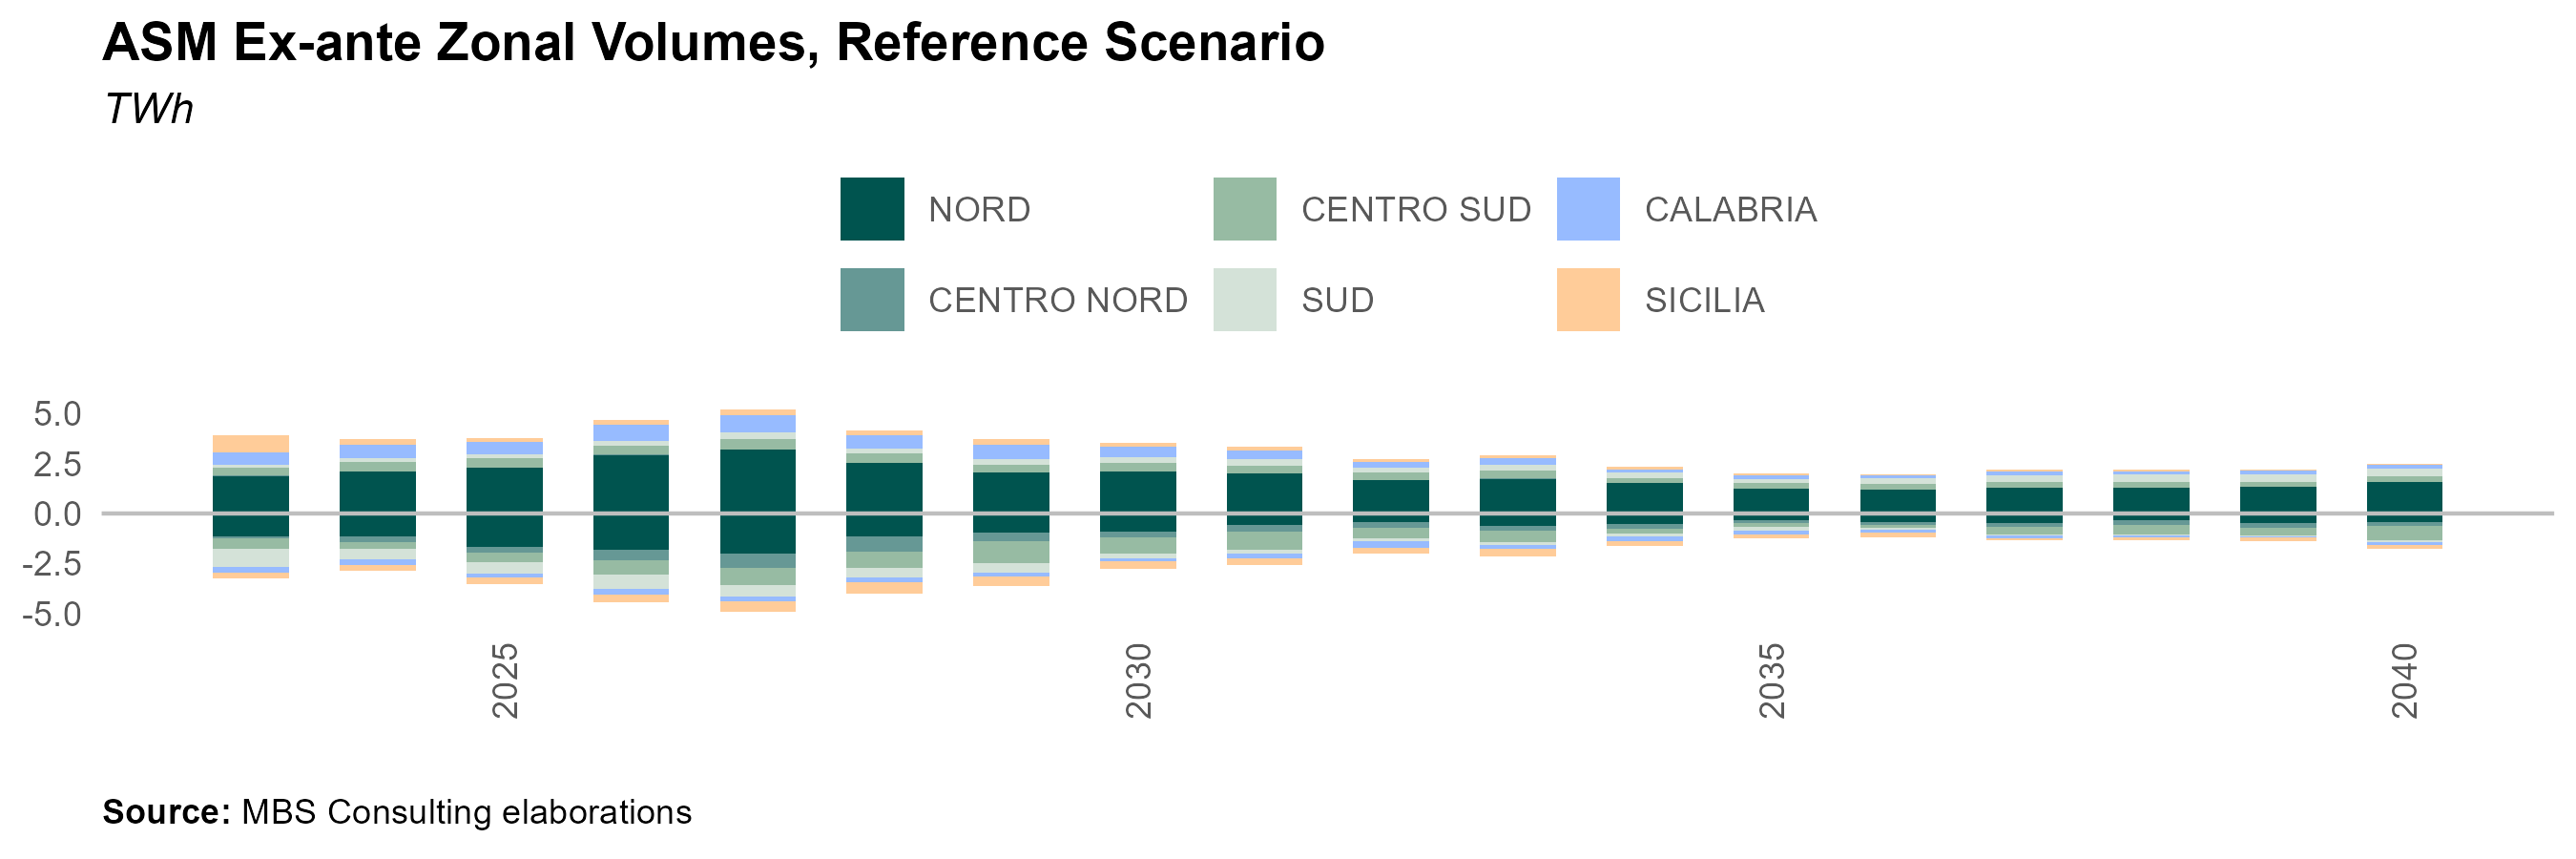 ASM Ex-ante Zonal Volumes, Reference Scenario
TWh
NORD
CENTRO SUD
CALABRIA
CENTRO NORD
SUD
SICILIA
5.0
2.5
0.0
-2.5
-5.0
2025
2030
2035
2040
Source: MBS Consulting elaborations